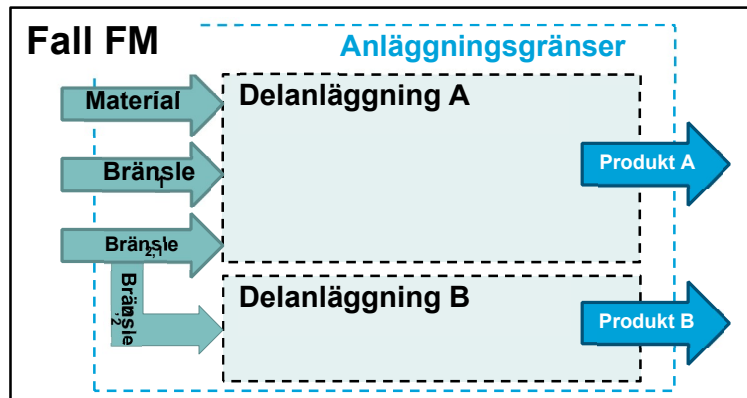 Fall FM
Anläggningsgränser
Material
Delanläggning A
Bränsle 1
Produkt A
Bränsle 2,1
Bränsle 2,2
Delanläggning B
Produkt B